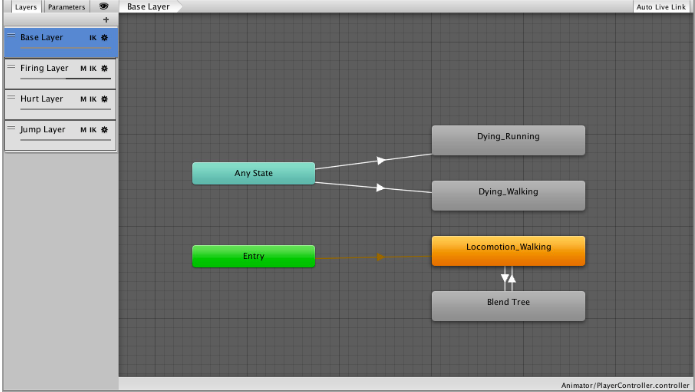 Layers Parameters
Base Layer
Auto Live Link
+
Base Layer IK
Firing Layer M IK
Hurt Layer M IK
Jump Layer M IK
Dying_Running
Any State
Dying_Walking
Locomotion_Walking
Entry
Blend Tree
Animator/PlayerController.controller